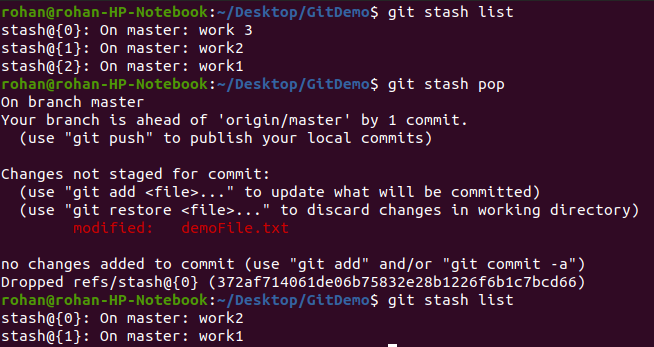 rohan@rohan-HP-Notebook:~/Desktop/GitDemo$ git stash list
stash@{0}: On master: work 3
stash@{1}: On master: work2
stash@{2}: On master: work1
rohan@rohan-HP-Notebook:~/Desktop/GitDemo$ git stash pop
On branch master
Your branch is ahead of 'origin/master' by 1 commit.
  (use "git push" to publish your local commits)

Changes not staged for commit:
  (use "git add <file>..." to update what will be committed)
  (use "git restore <file>..." to discard changes in working directory)
        modified:   demoFile.txt

no changes added to commit (use "git add" and/or "git commit -a")
Dropped refs/stash@{0} (372af714061de06b75832e28b1226f6b1c7bcd66)
rohan@rohan-HP-Notebook:~/Desktop/GitDemo$ git stash list
stash@{0}: On master: work2
stash@{1}: On master: work1